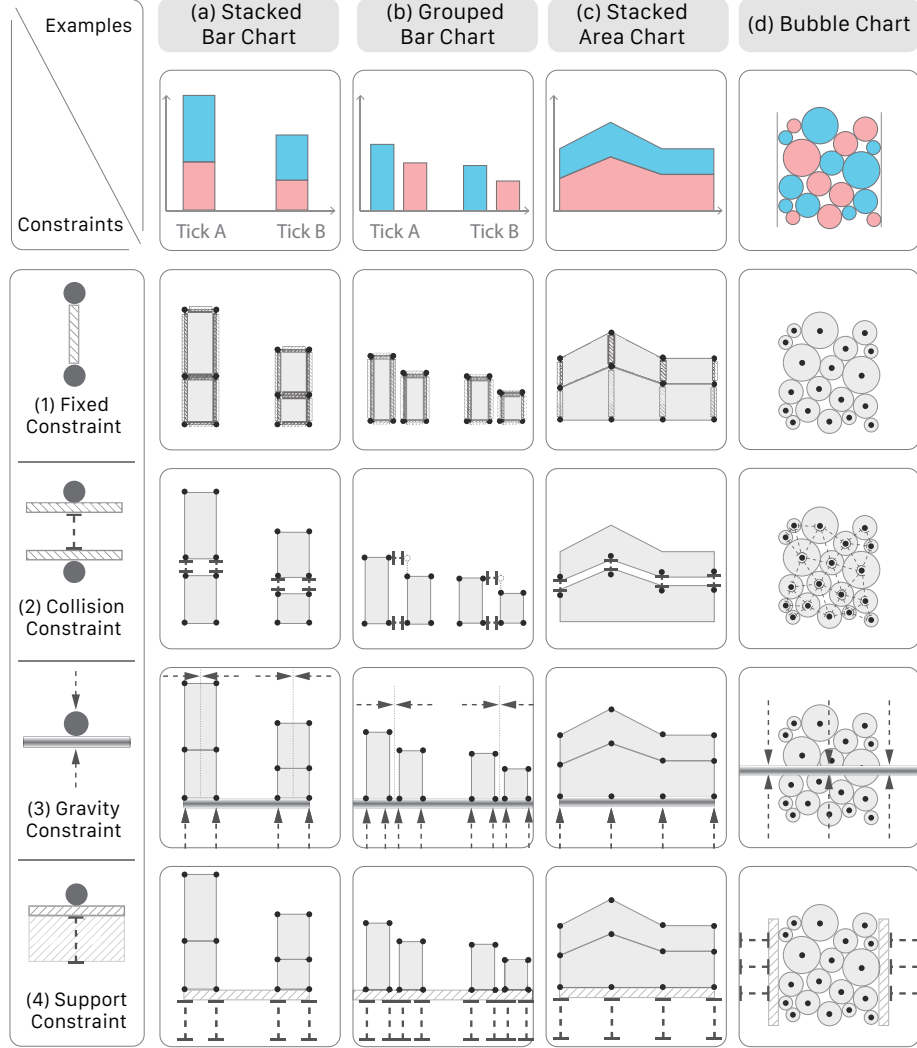 Examples
Constraints
(a) Stacked
Bar Chart
(b) Grouped
Bar Chart
(c) Stacked
Area Chart
(d) Bubble Chart
Tick A
Tick B
Tick A
Tick B
(1) Fixed
Constraint
(2) Collision
Constraint
(3) Gravity
Constraint
(4) Support
Constraint